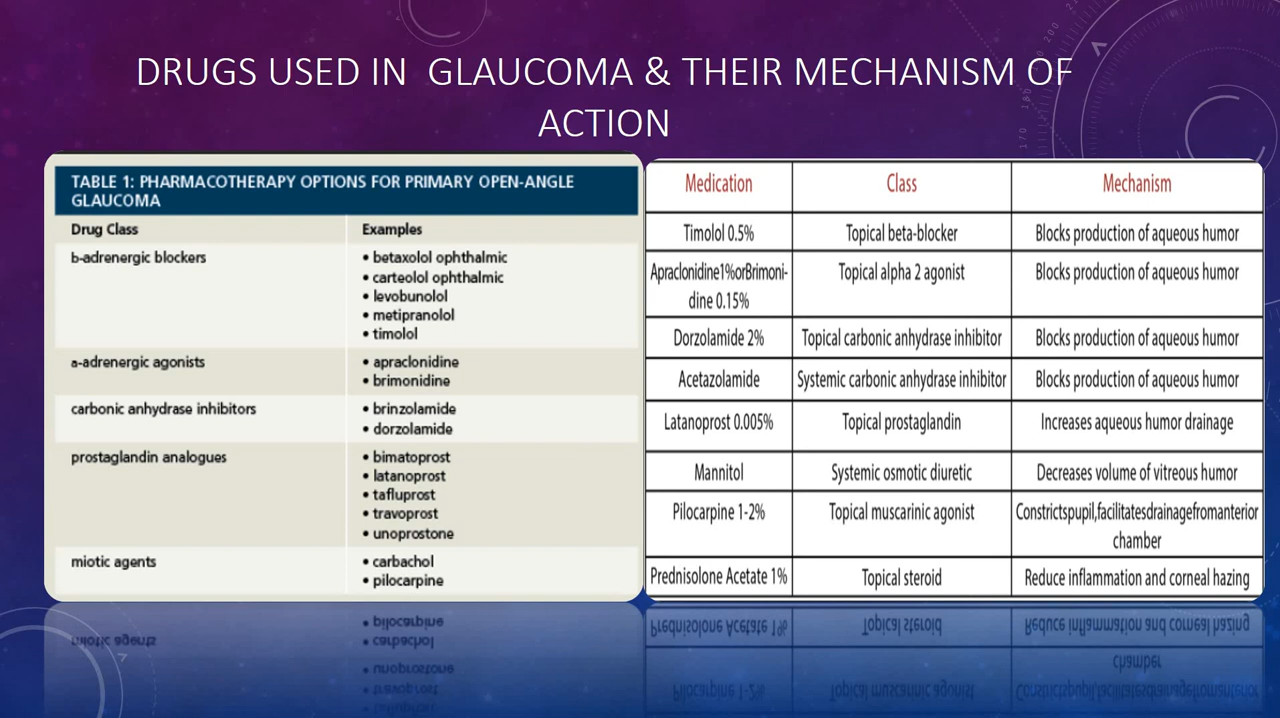 DRUGS USED IN GLAUCOMA & THEIR MECHANISM OF
ACTION
TABLE 1: PHARMACOTHERAPY OPTIONS FOR PRIMARY OPEN-ANGLE
GLAUCOMA
Drug Class Examples
b-adrenergic blockers • betaxolol ophthalmic
• carteolol ophthalmic
• levobunolol
• metipranolol
• timolol
a-adrenergic agonists • apraclonidine
• brimonidine
carbonic anhydrase inhibitors • brinzolamide
• dorzolamide
prostaglandin analogues • bimatoprost
• latanoprost
• tafluprost
• travoprost
• unoprostone
miotic agents • carbachol
• pilocarpine
Medication Class Mechanism
Timolol 0.5% Topical beta-blocker Blocks production of aqueous humor
Apraclonidine1%orBrimoni- Topical alpha 2 agonist Blocks production of aqueous humor
dine 0.15%
Dorzolamide 2% Topical carbonic anhydrase inhibitor Blocks production of aqueous humor
Acetazolamide Systemic carbonic anhydrase inhibitor Blocks production of aqueous humor
Latanoprost 0.005% Topical prostaglandin Increases aqueous humor drainage
Mannitol Systemic osmotic diuretic Decreases volume of vitreous humor
Pilocarpine 1-2% Topical muscarinic agonist Constrictspupil,facilitatesdrainagefromanterior
chamber
Prednisolone Acetate 1% Topical steroid Reduce inflammation and corneal hazing
200
180
170